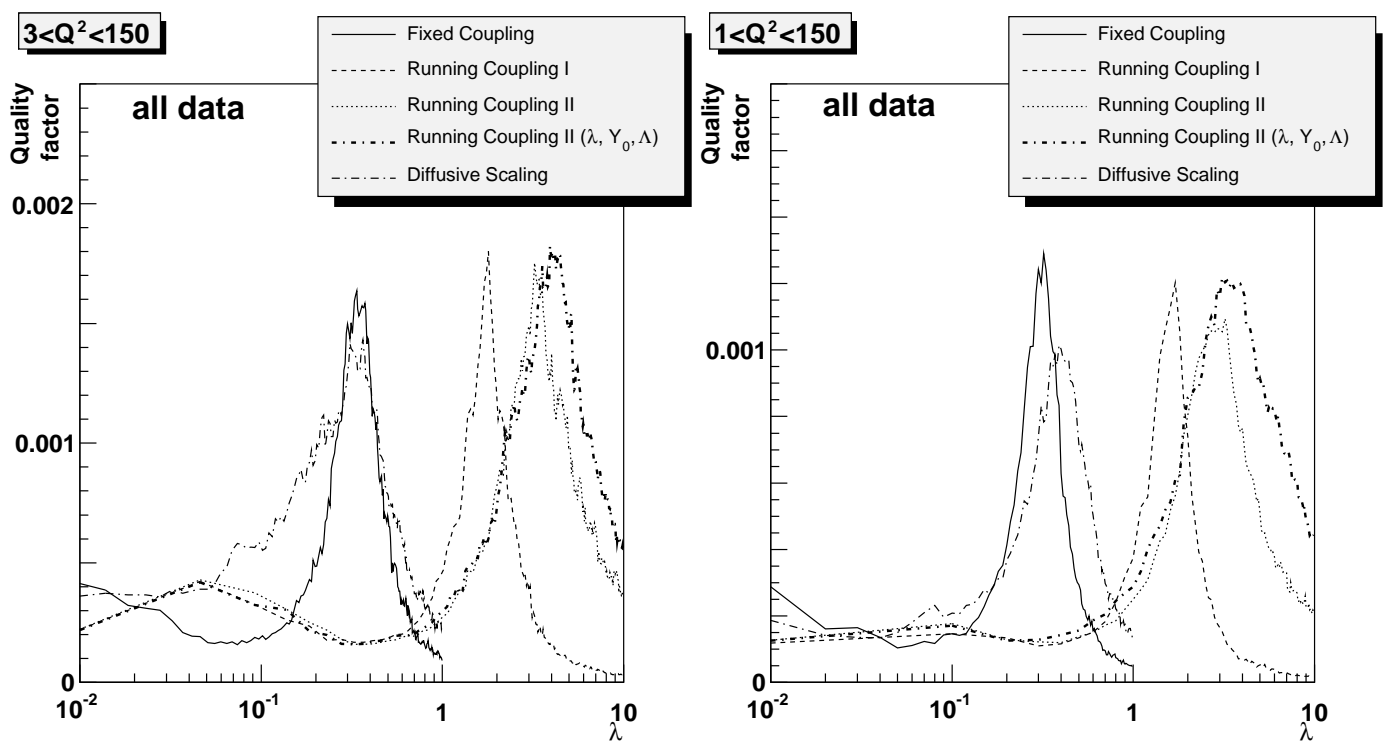 3<Q²<150
Fixed Coupling
Running Coupling I
Running Coupling II
Running Coupling II (λ, Y₀, Λ)
Diffusive Scaling
all data
Quality
factor
0.002
0.001
0
10⁻²
10⁻¹
1
10
λ
1<Q²<150
Fixed Coupling
Running Coupling I
Running Coupling II
Running Coupling II (λ, Y₀, Λ)
Diffusive Scaling
all data
Quality
factor
0.001
0
10⁻²
10⁻¹
1
10
λ